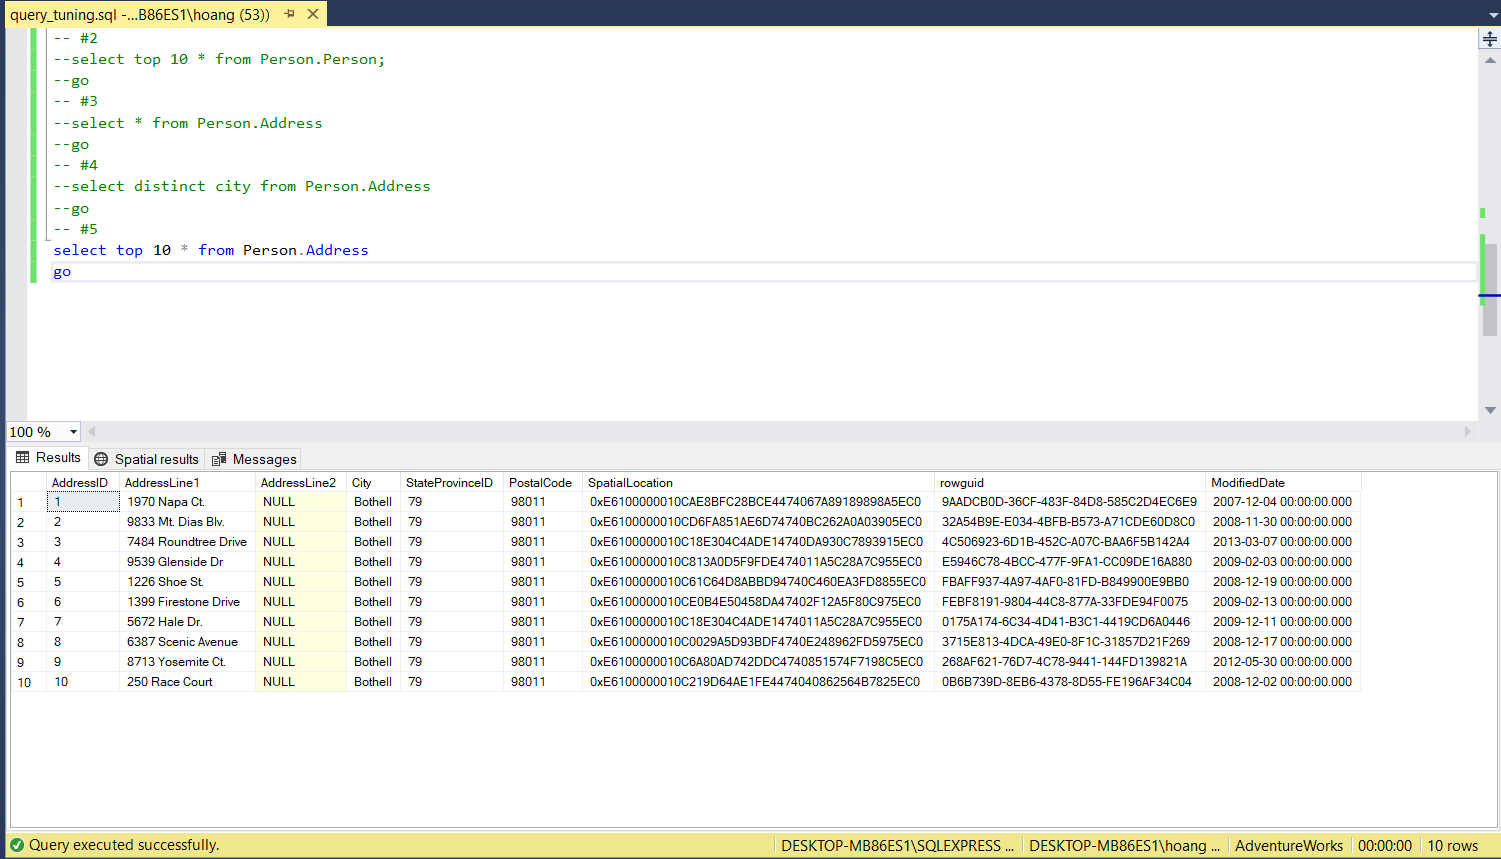 query_tuning.sql -...B86ES1\hoang (53))
-- #2
--select top 10 * from Person.Person;
--go
-- #3
--select * from Person.Address
--go
-- #4
--select distinct city from Person.Address
--go
-- #5
select top 10 * from Person.Address
go
100 %
Results Spatial results Messages
AddressID AddressLine1 AddressLine2 City StateProvinceID PostalCode SpatialLocation rowguid ModifiedDate
1 1 1970 Napa Ct. NULL Bothell 79 98011 0xE6100000010CAE8BFC28BCE4474067A89189898A5EC0 9AADCB0D-36CF-483F-84D8-585C2D4EC6E9 2007-12-04 00:00:00.000
2 2 9833 Mt. Dias Blv. NULL Bothell 79 98011 0xE6100000010CD6FA851AE6D74740BC262A0A03905EC0 32A54B9E-E034-4BFB-B573-A71CDE60D8C0 2008-11-30 00:00:00.000
3 3 7484 Roundtree Drive NULL Bothell 79 98011 0xE6100000010C18E304C4ADE14740DA930C7893915EC0 4C506923-6D1B-452C-A07C-BAA6F5B142A4 2013-03-07 00:00:00.000
4 4 9539 Glenside Dr NULL Bothell 79 98011 0xE6100000010C813A0D5F9FDE474011A5C28A7C955EC0 E5946C78-4BCC-477F-9FA1-CC09DE16A880 2009-02-03 00:00:00.000
5 5 1226 Shoe St. NULL Bothell 79 98011 0xE6100000010C61C64D8ABBD94740C460EA3FD8855EC0 FBAFF937-4A97-4AF0-81FD-B849900E9BB0 2008-12-19 00:00:00.000
6 6 1399 Firestone Drive NULL Bothell 79 98011 0xE6100000010CE0B4E50458DA47402F12A5F80C975EC0 FEBF8191-9804-44C8-877A-33FDE94F0075 2009-02-13 00:00:00.000
7 7 5672 Hale Dr. NULL Bothell 79 98011 0xE6100000010C18E304C4ADE1474011A5C28A7C955EC0 0175A174-6C34-4D41-B3C1-4419CD6A0446 2009-12-11 00:00:00.000
8 8 6387 Scenic Avenue NULL Bothell 79 98011 0xE6100000010C0029A5D93BDF4740E248962FD5975EC0 3715E813-4DCA-49E0-8F1C-31857D21F269 2008-12-17 00:00:00.000
9 9 8713 Yosemite Ct. NULL Bothell 79 98011 0xE6100000010C6A80AD742DDC4740851574F7198C5EC0 268AF621-76D7-4C78-9441-144FD139821A 2012-05-30 00:00:00.000
10 10 250 Race Court NULL Bothell 79 98011 0xE6100000010C219D64AE1FE4474040862564B7825EC0 0B6B739D-8EB6-4378-8D55-FE196AF34C04 2008-12-02 00:00:00.000
Query executed successfully. DESKTOP-MB86ES1\SQLEXPRESS ... DESKTOP-MB86ES1\hoang ... AdventureWorks 00:00:00 10 rows